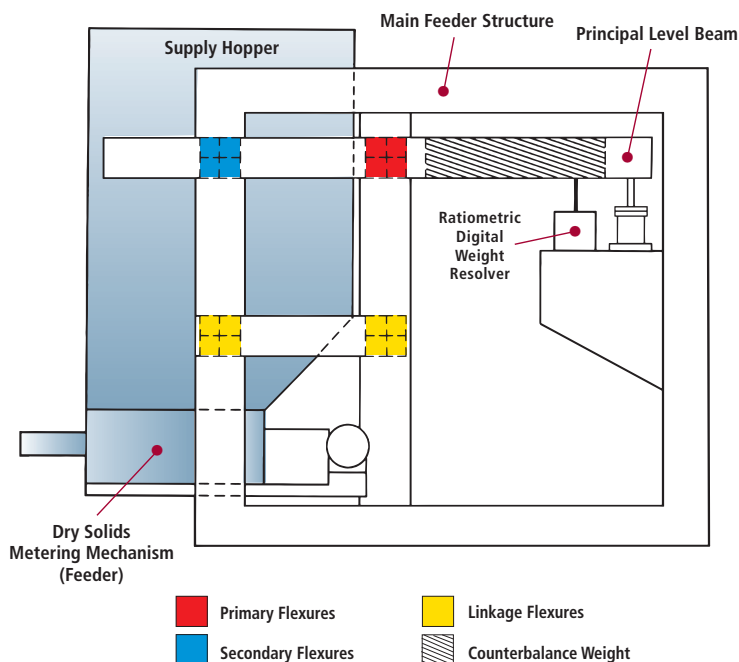 Main Feeder Structure
Supply Hopper
Principal Level Beam
Ratiometric
Digital
Weight
Resolver
Dry Solids
Metering Mechanism
(Feeder)
Primary Flexures
Linkage Flexures
Secondary Flexures
Counterbalance Weight